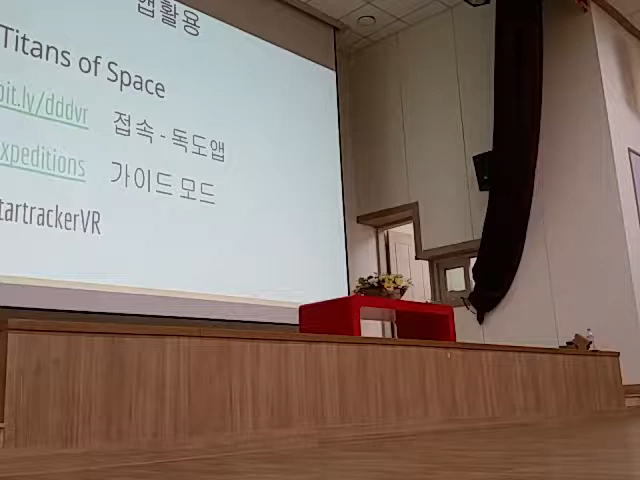 앱활용
Titans of Space
bit.ly/dddvr 접속 - 독도앱
xpeditions 가이드 모드
tartrackerVR